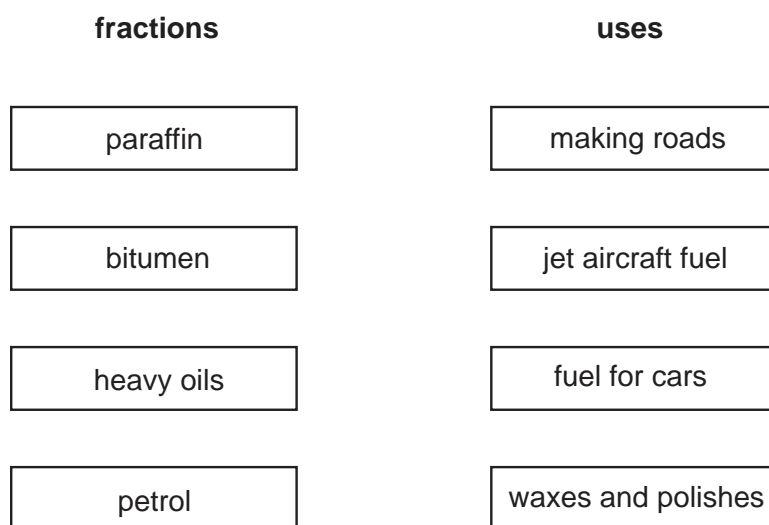 fractions uses
paraffin making roads
bitumen jet aircraft fuel
heavy oils fuel for cars
petrol waxes and polishes